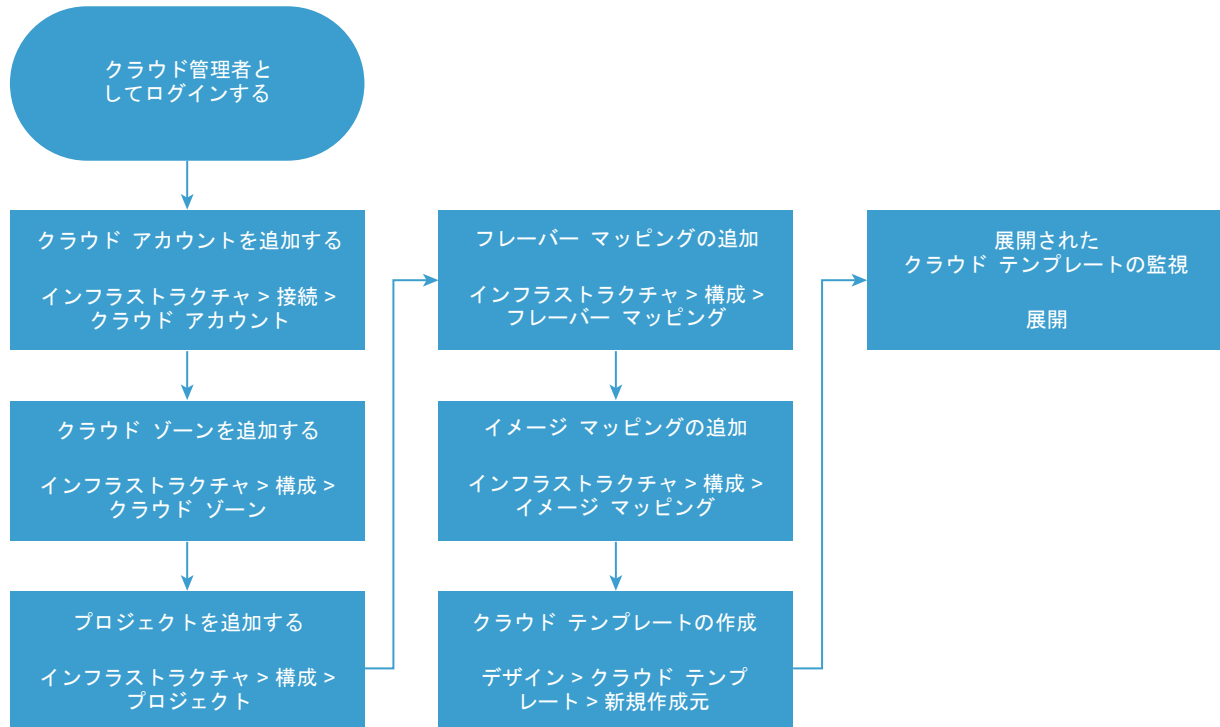 クラウド管理者と
してログインする
クラウド アカウントを追加する
インフラストラクチャ > 接続 >
クラウド アカウント
クラウド ゾーンを追加する
インフラストラクチャ > 構成 >
クラウド ゾーン
プロジェクトを追加する
インフラストラクチャ > 構成 >
プロジェクト
フレーバー マッピングの追加
インフラストラクチャ > 構成 >
フレーバー マッピング
イメージ マッピングの追加
インフラストラクチャ > 構成 >
イメージ マッピング
クラウド テンプレートの作成
デザイン > クラウド テンプ
レート > 新規作成元
展開された
クラウド テンプレートの監視
展開